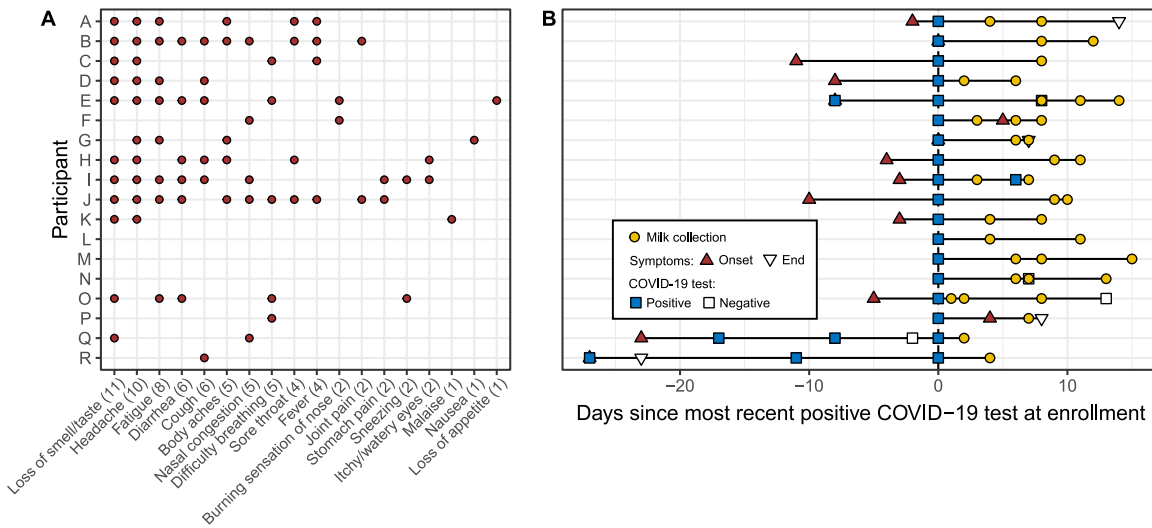 A
B
Participant
A
B
C
D
E
F
G
H
I
J
K
L
M
N
O
P
Q
R
Loss of smell/taste (11)
Headache (10)
Fatigue (8)
Diarrhea (6)
Cough (6)
Body aches (5)
Nasal congestion (5)
Difficulty breathing (5)
Sore throat (4)
Fever (4)
Burning sensation of nose (2)
Joint pain (2)
Stomach pain (2)
Sneezing (2)
Itchy/watery eyes (2)
Malaise (1)
Nausea (1)
Loss of appetite (1)
Milk collection
Symptoms: Onset End
COVID-19 test:
Positive Negative
−20 −10 0 10
Days since most recent positive COVID−19 test at enrollment